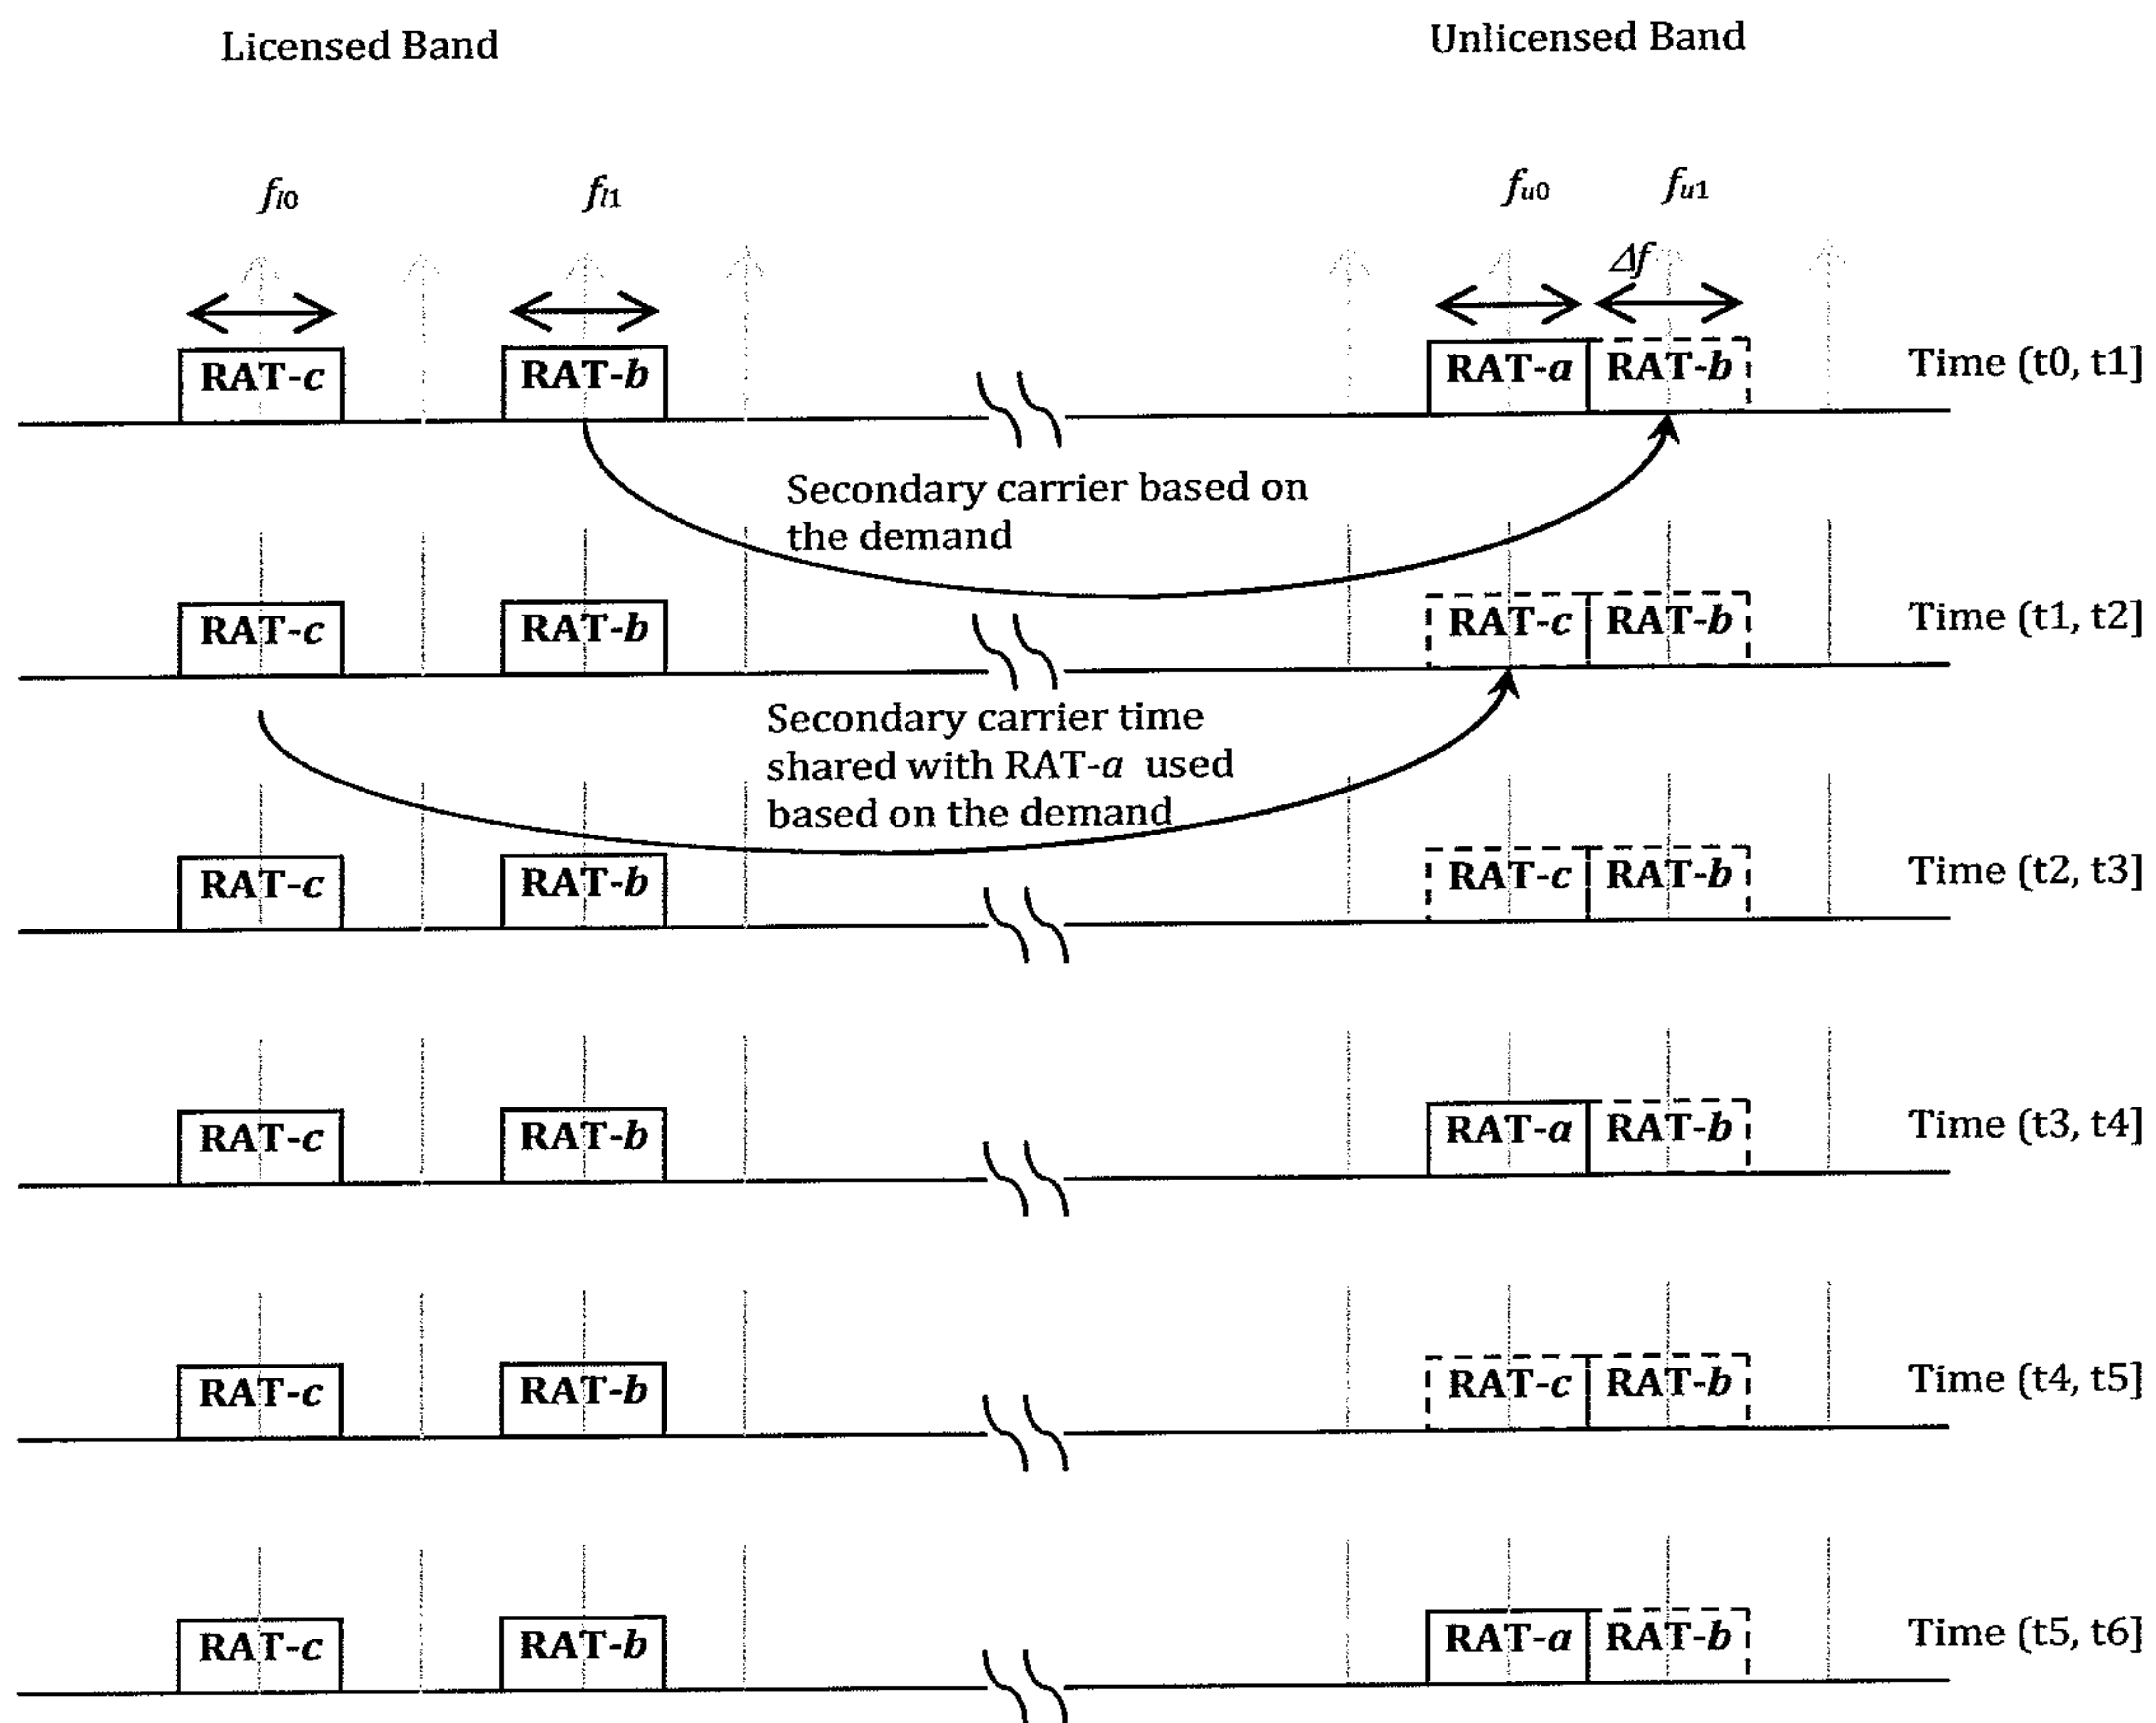 Licensed Band
Unlicensed Band
fl0
fl1
fu0
fu1
Δf
RAT-c
RAT-b
RAT-a
RAT-b
Time (t0, t1]
Secondary carrier based on
the demand
RAT-c
RAT-b
RAT-c
RAT-b
Time (t1, t2]
Secondary carrier time
shared with RAT-a used
based on the demand
RAT-c
RAT-b
RAT-c
RAT-b
Time (t2, t3]
RAT-c
RAT-b
RAT-a
RAT-b
Time (t3, t4]
RAT-c
RAT-b
RAT-c
RAT-b
Time (t4, t5]
RAT-c
RAT-b
RAT-a
RAT-b
Time (t5, t6]